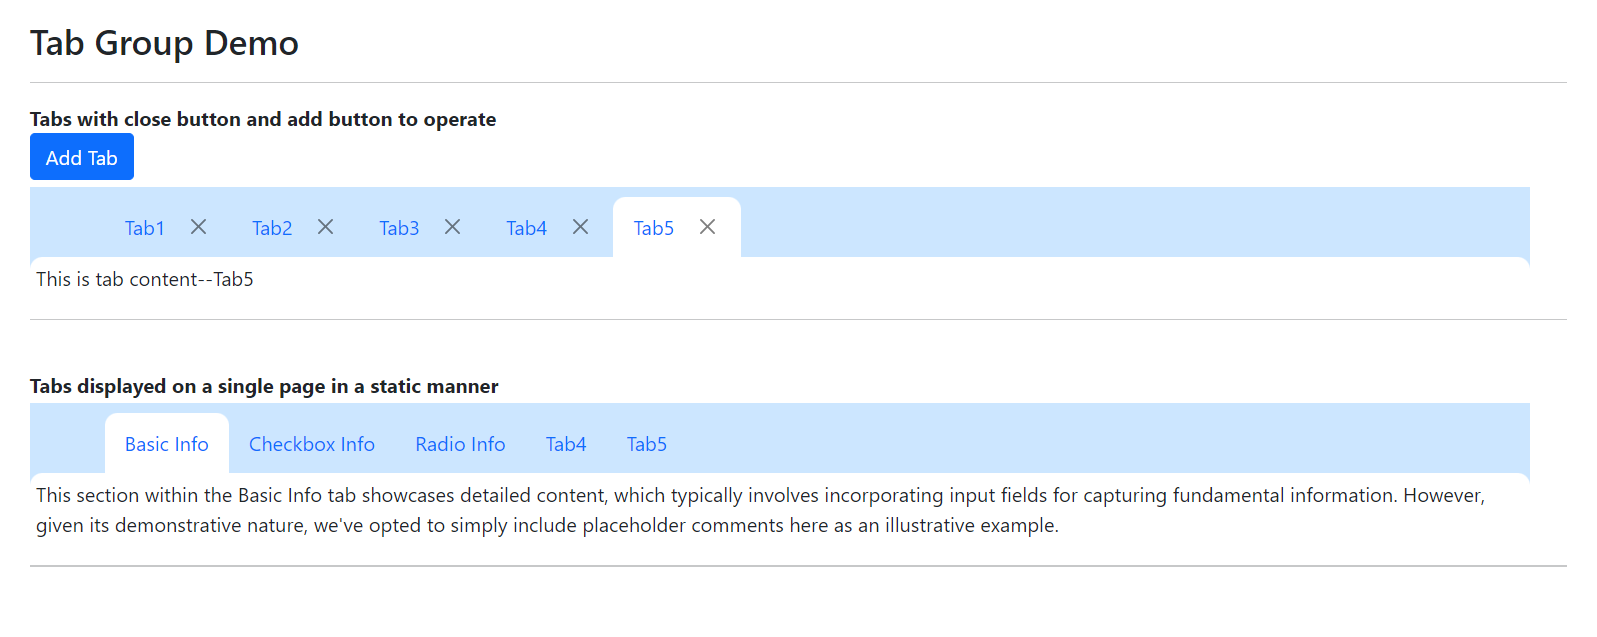 Tab Group Demo
Tabs with close button and add button to operate
Add Tab
Tab1 Tab2 Tab3 Tab4 Tab5
This is tab content--Tab5
Tabs displayed on a single page in a static manner
Basic Info Checkbox Info Radio Info Tab4 Tab5
This section within the Basic Info tab showcases detailed content, which typically involves incorporating input fields for capturing fundamental information. However,
given its demonstrative nature, we've opted to simply include placeholder comments here as an illustrative example.